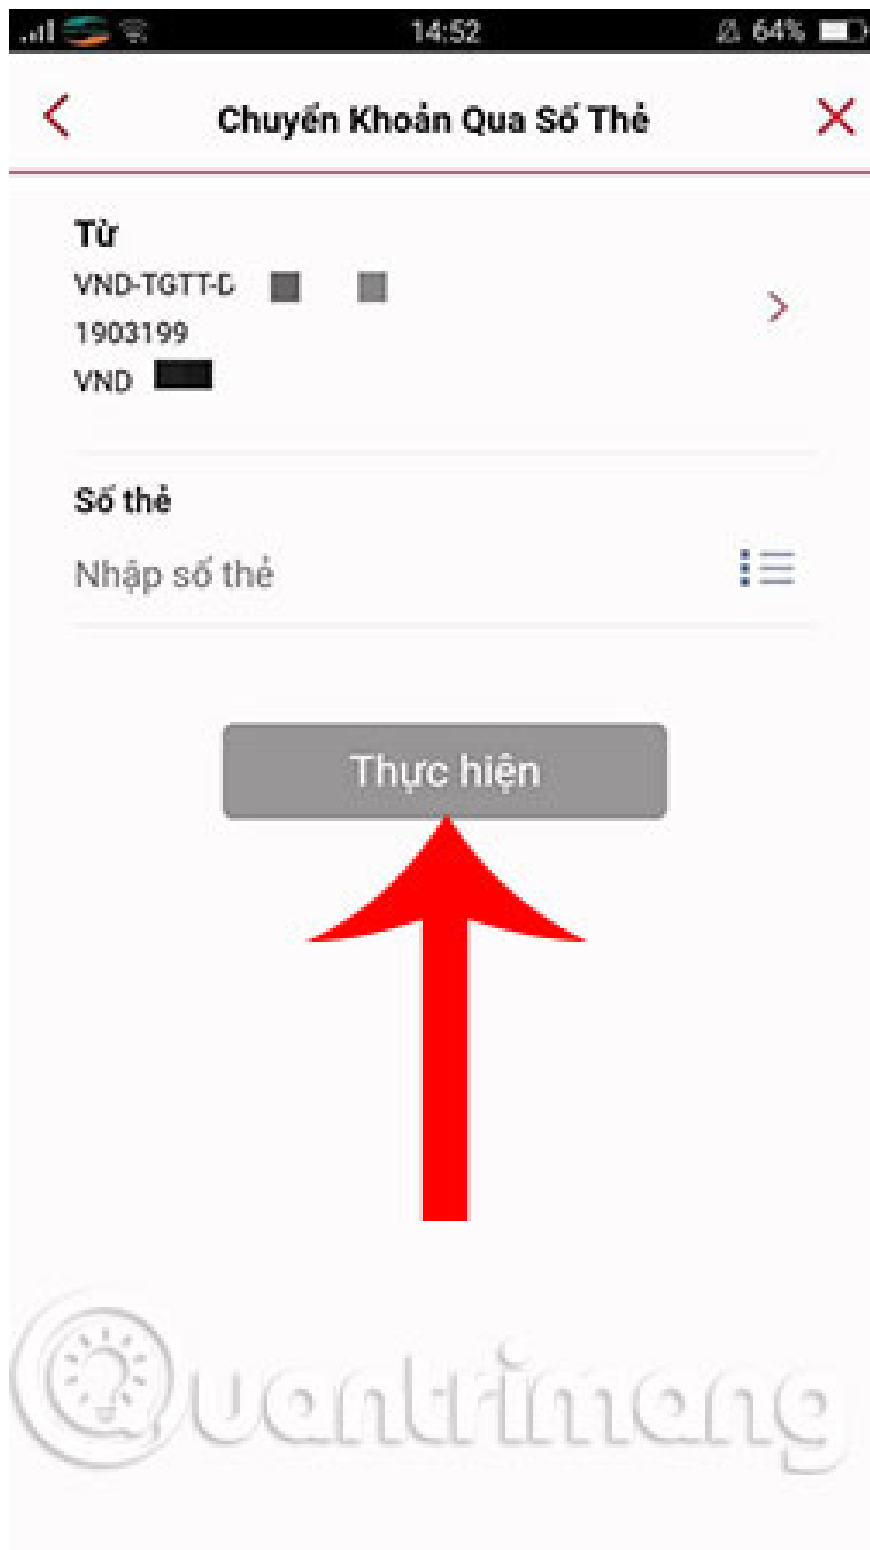 14:52
64%
Chuyển Khoản Qua Số Thẻ
Từ
VND-TGTT-D
1903199
VND
Số thẻ
Nhập số thẻ
Thực hiện
Quantrimang